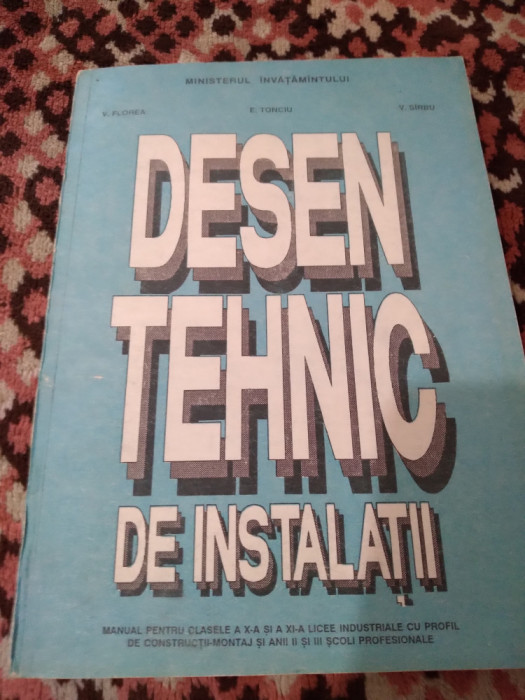 MINISTERUL ÎNVĂȚĂMÎNTULUI
V. FLOREA E. TONCIU V. SÎRBU
DESEN
TEHNIC
DE INSTALAȚII
MANUAL PENTRU CLASELE A X-A ȘI A XI-A LICEE INDUSTRIALE CU PROFIL
DE CONSTRUCȚII-MONTAJ ȘI ANII II ȘI III ȘCOLI PROFESIONALE